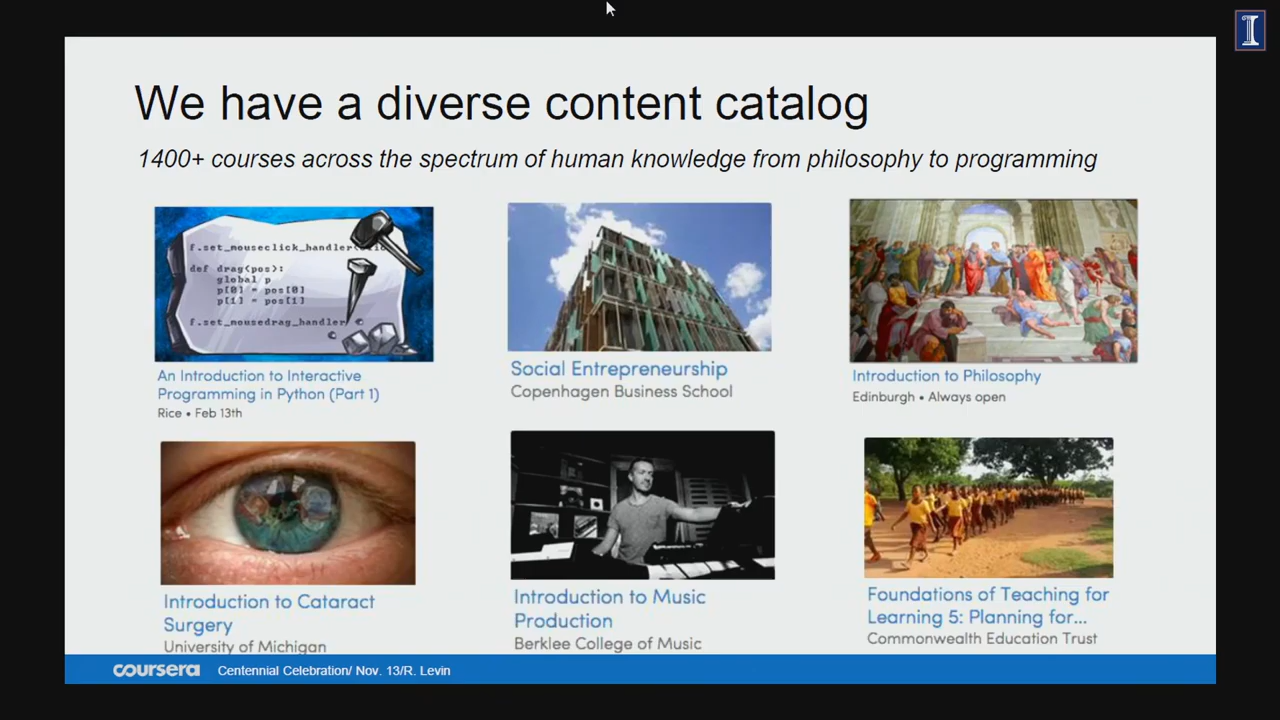 We have a diverse content catalog
1400+ courses across the spectrum of human knowledge from philosophy to programming
f.set_mouseclick_handler(
def drag(pos):
global p
p[0] = pos[0]
p[1] = pos[1]
f.set_mousedrag_handler
An Introduction to Interactive
Programming in Python (Part 1)
Rice • Feb 13th
Social Entrepreneurship
Copenhagen Business School
Introduction to Philosophy
Edinburgh • Always open
Introduction to Cataract
Surgery
University of Michigan
Introduction to Music
Production
Berklee College of Music
Foundations of Teaching for
Learning 5: Planning for...
Commonwealth Education Trust
coursera Centennial Celebration/ Nov. 13/R. Levin
I